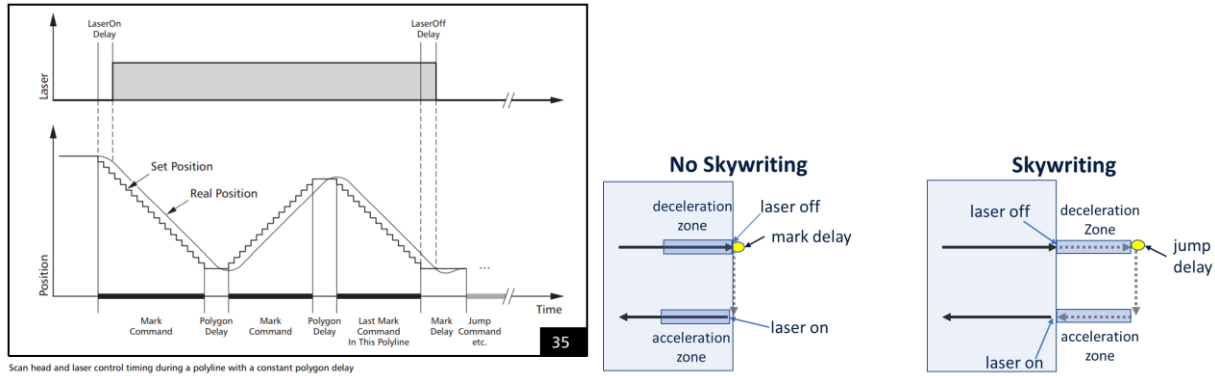 LaserOn
Delay
LaserOff
Delay
Laser
Set Position
Real Position
Position
...
Time
Mark
Command
Polygon
Delay
Mark
Command
Polygon
Delay
Last Mark
Command
In This Polyline
Mark
Delay
Jump
Command
etc.
35
Scan head and laser control timing during a polyline with a constant polygon delay
No Skywriting
deceleration
zone
laser off
mark delay
laser on
acceleration
zone
Skywriting
laser off
deceleration
Zone
jump
delay
laser on
acceleration
zone